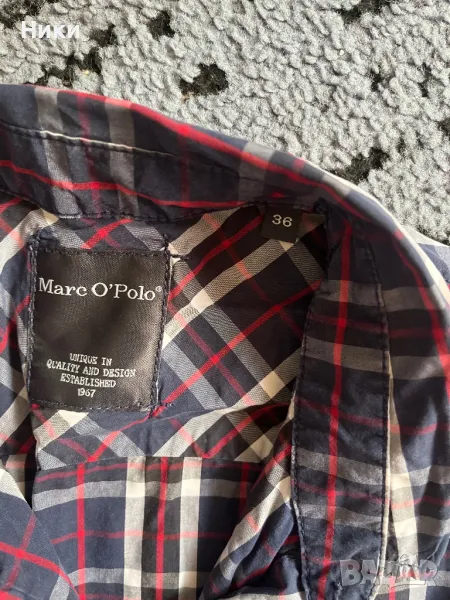 Ники
36
Marc O'Polo®
UNIQUE IN
QUALITY AND DESIGN
ESTABLISHED
1967